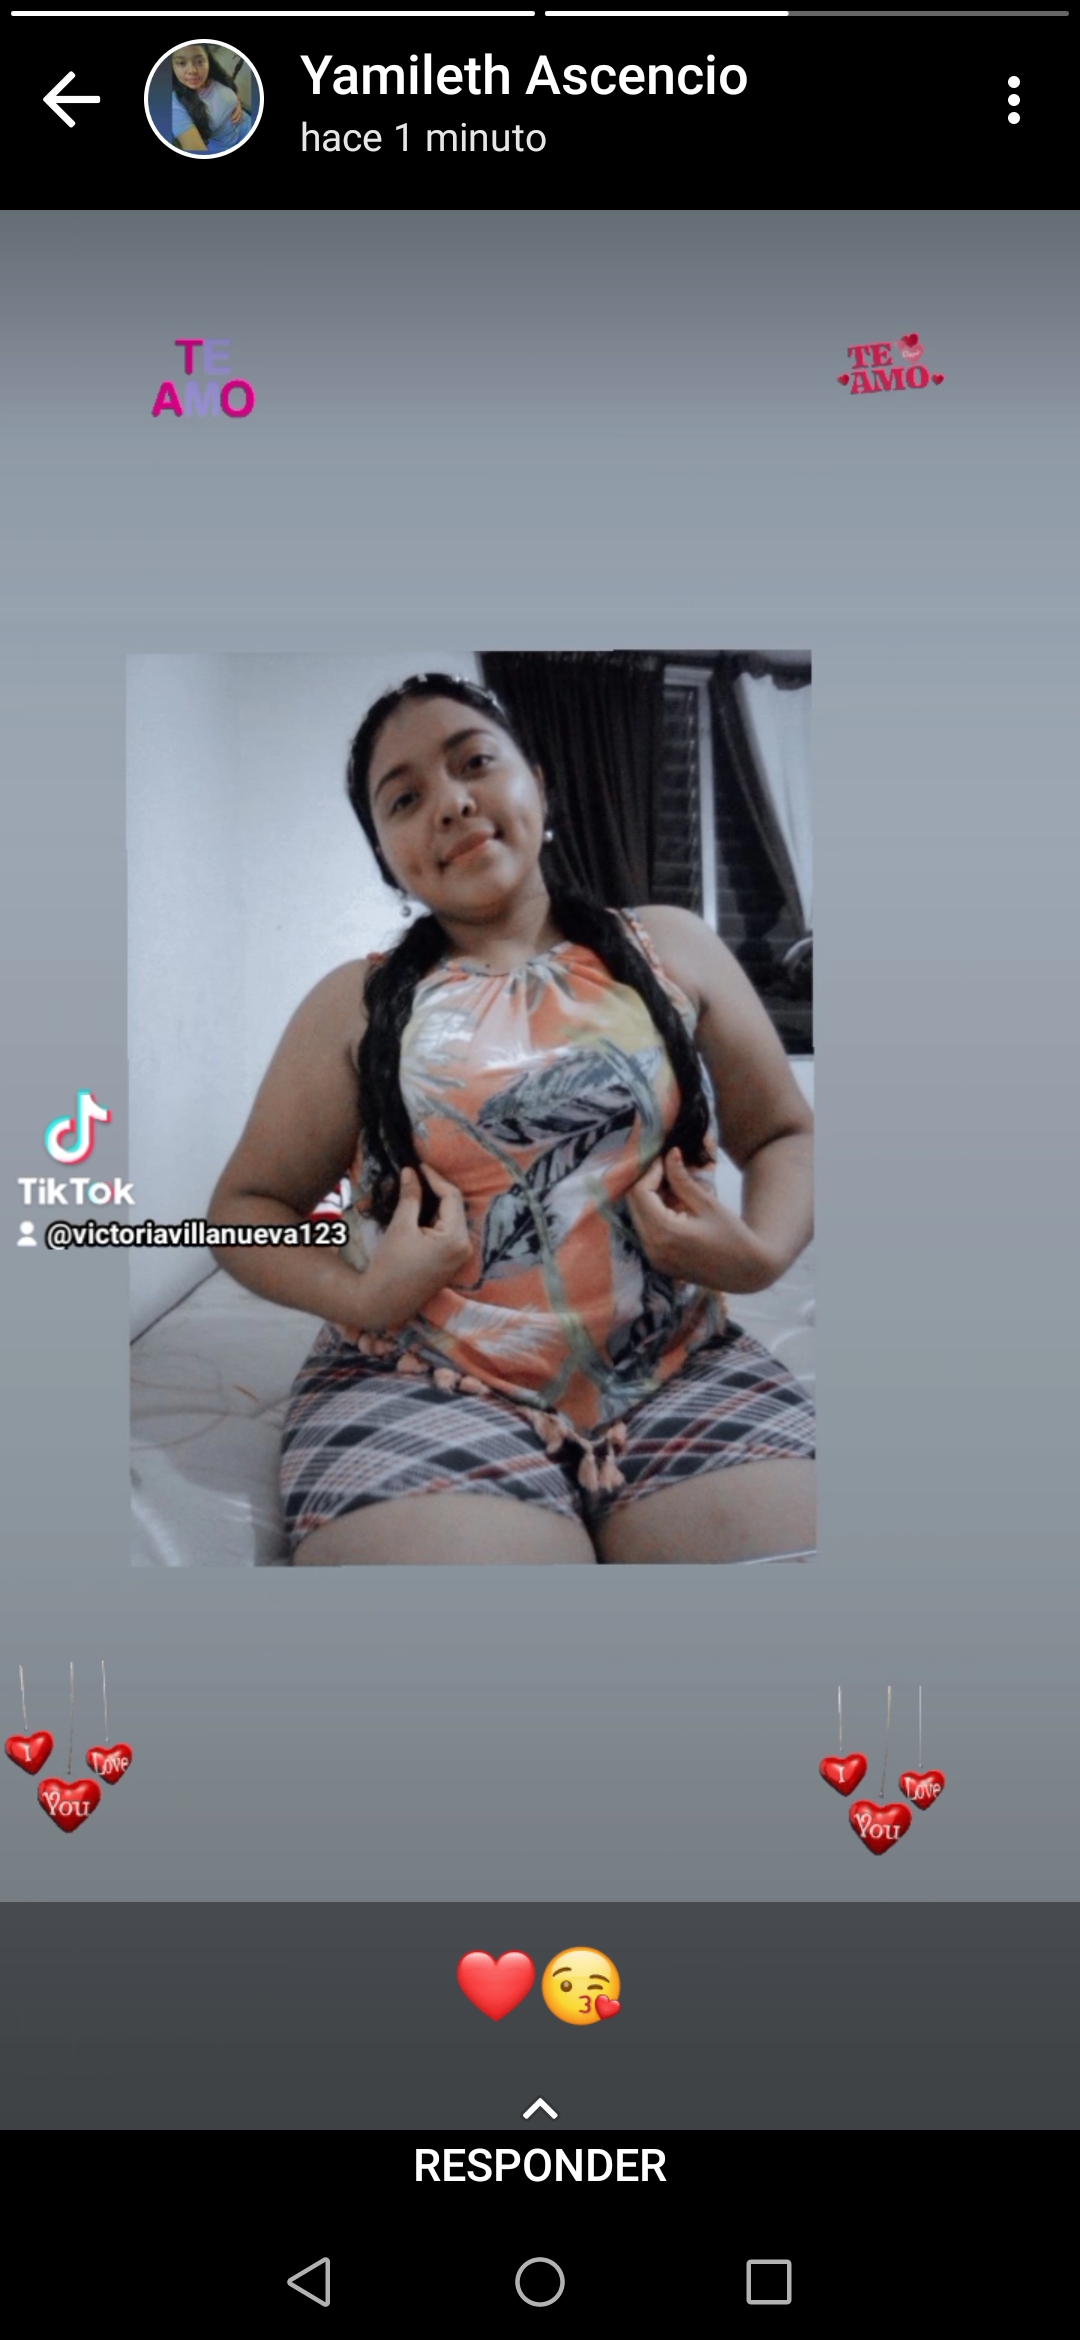 Yamileth Ascencio
hace 1 minuto
TE
AMO
TE
AMO
TikTok
@victoriavillanueva123
I
Love
You
I
Love
You
RESPONDER